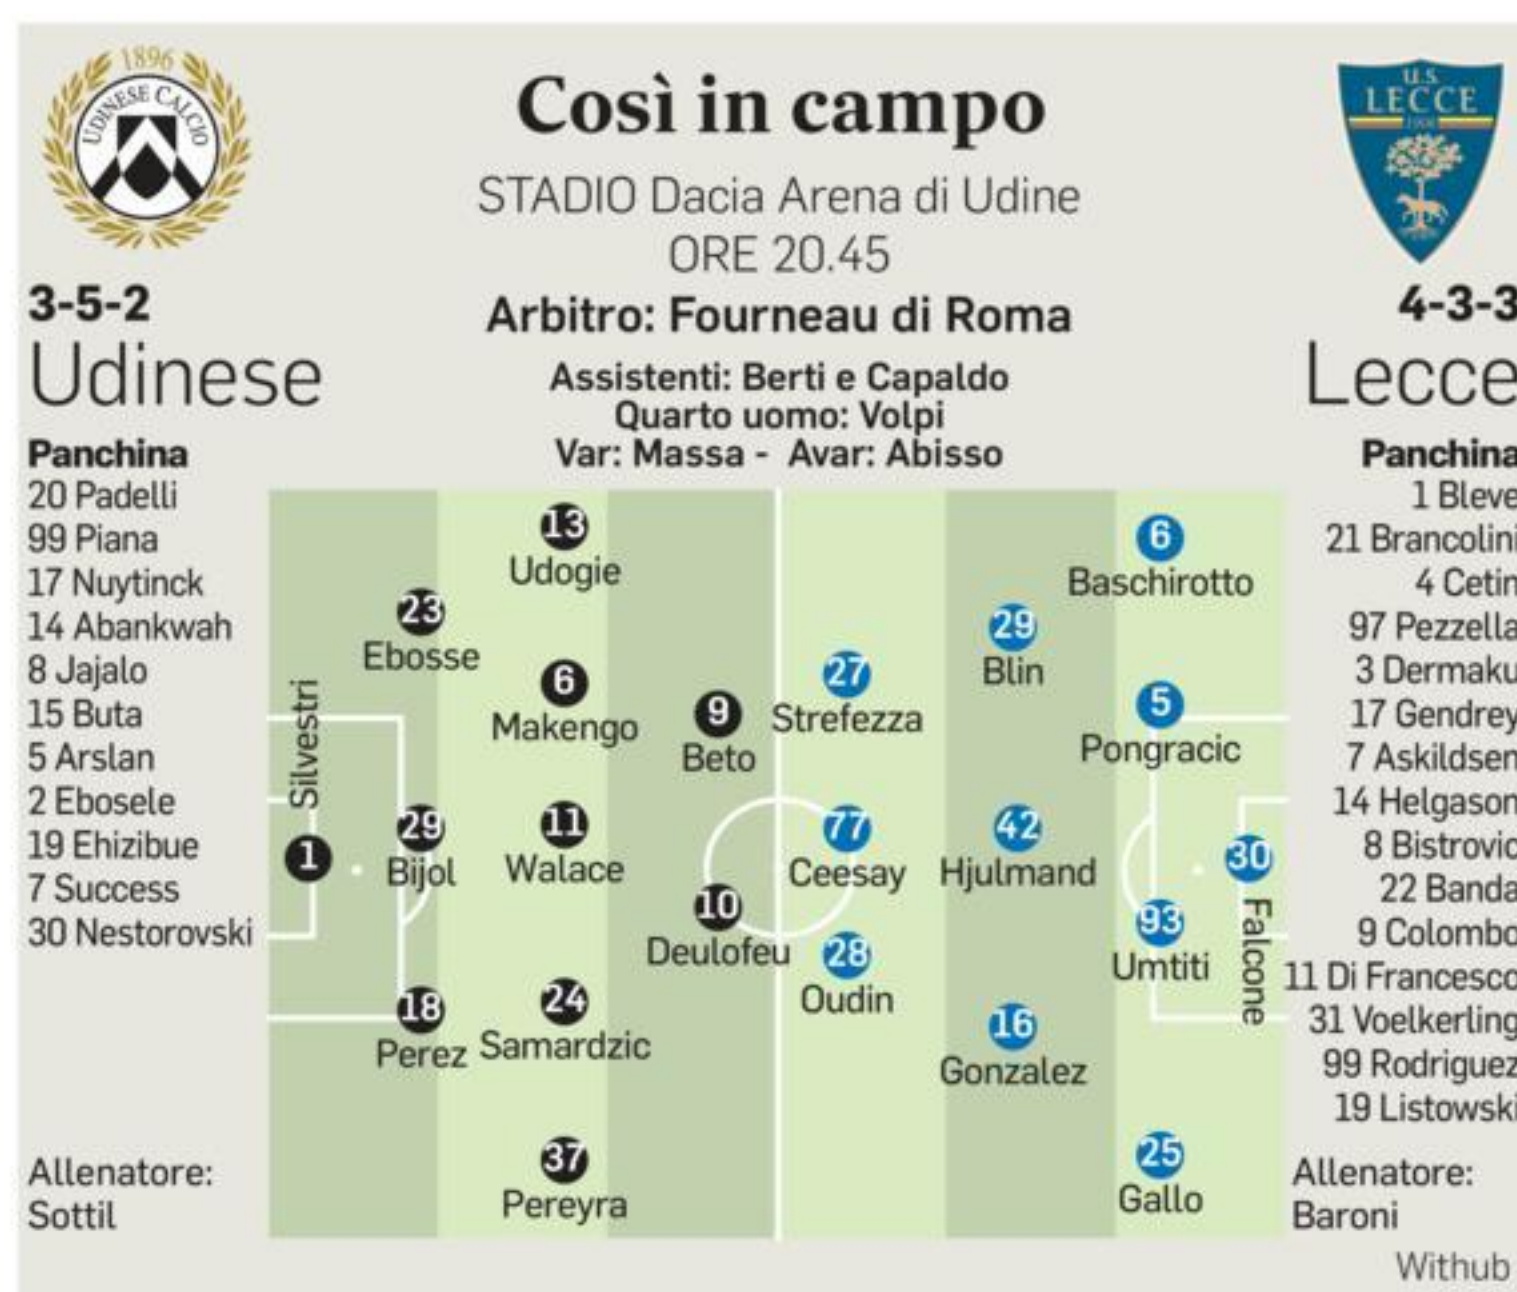 1896
UDINESE CALCIO
Così in campo
STADIO Dacia Arena di Udine
ORE 20.45
Arbitro: Fourneau di Roma
Assistenti: Berti e Capaldo
Quarto uomo: Volpi
Var: Massa - Avar: Abisso
U.S.
LECCE
3-5-2
Udinese
Panchina
20 Padelli
99 Piana
17 Nuytinck
14 Abankwah
8 Jajalo
15 Buta
5 Arslan
2 Ebosele
19 Ehizibue
7 Success
30 Nestorovski
Allenatore:
Sottil
1
Silvestri
23
Ebosse
29
Bijol
18
Perez
13
Udogie
6
Makengo
11
Walace
24
Samardzic
37
Pereyra
9
Beto
10
Deulofeu
27
Strefezza
77
Ceesay
28
Oudin
29
Blin
42
Hjulmand
16
Gonzalez
6
Baschirotto
5
Pongracic
93
Umtiti
25
Gallo
30
Falcone
4-3-3
Lecce
Panchina
1 Bleve
21 Brancolini
4 Cetin
97 Pezzella
3 Dermaku
17 Gendrey
7 Askildsen
14 Helgason
8 Bistrovic
22 Banda
9 Colombo
11 Di Francesco
31 Voelkerling
99 Rodriguez
19 Listowski
Allenatore:
Baroni
Withub